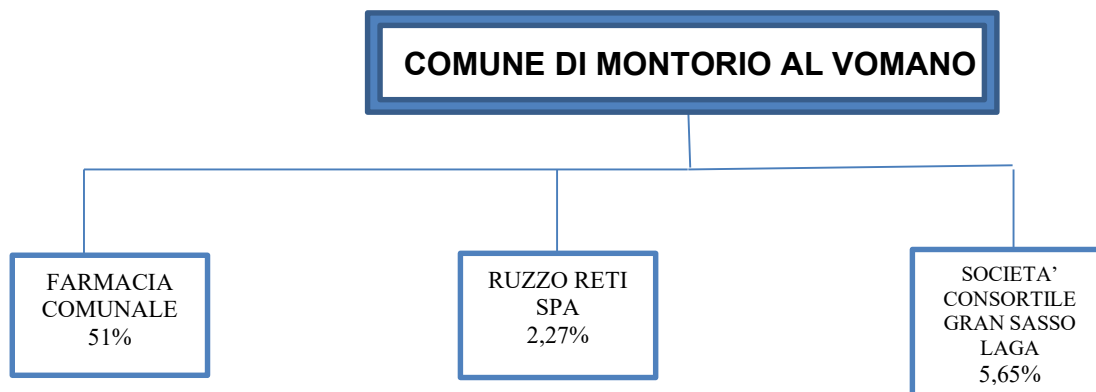 COMUNE DI MONTORIO AL VOMANO
FARMACIA
COMUNALE
51%
RUZZO RETI
SPA
2,27%
SOCIETA’
CONSORTILE
GRAN SASSO
LAGA
5,65%